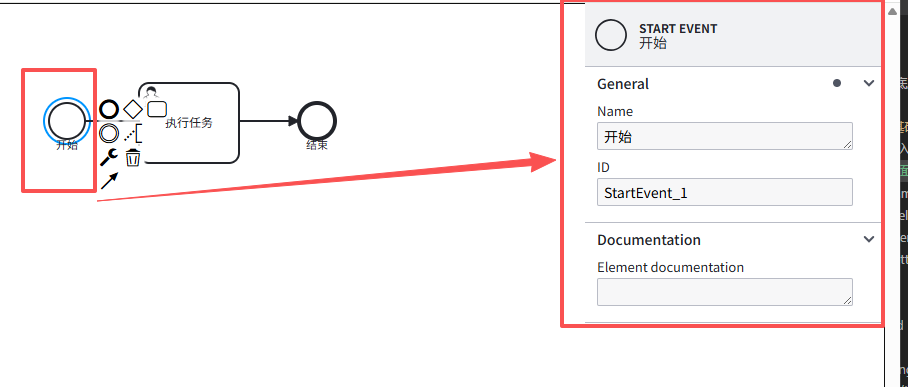 START EVENT
开始
General
Name
开始
ID
StartEvent_1
Documentation
Element documentation
开始
执行任务
结束